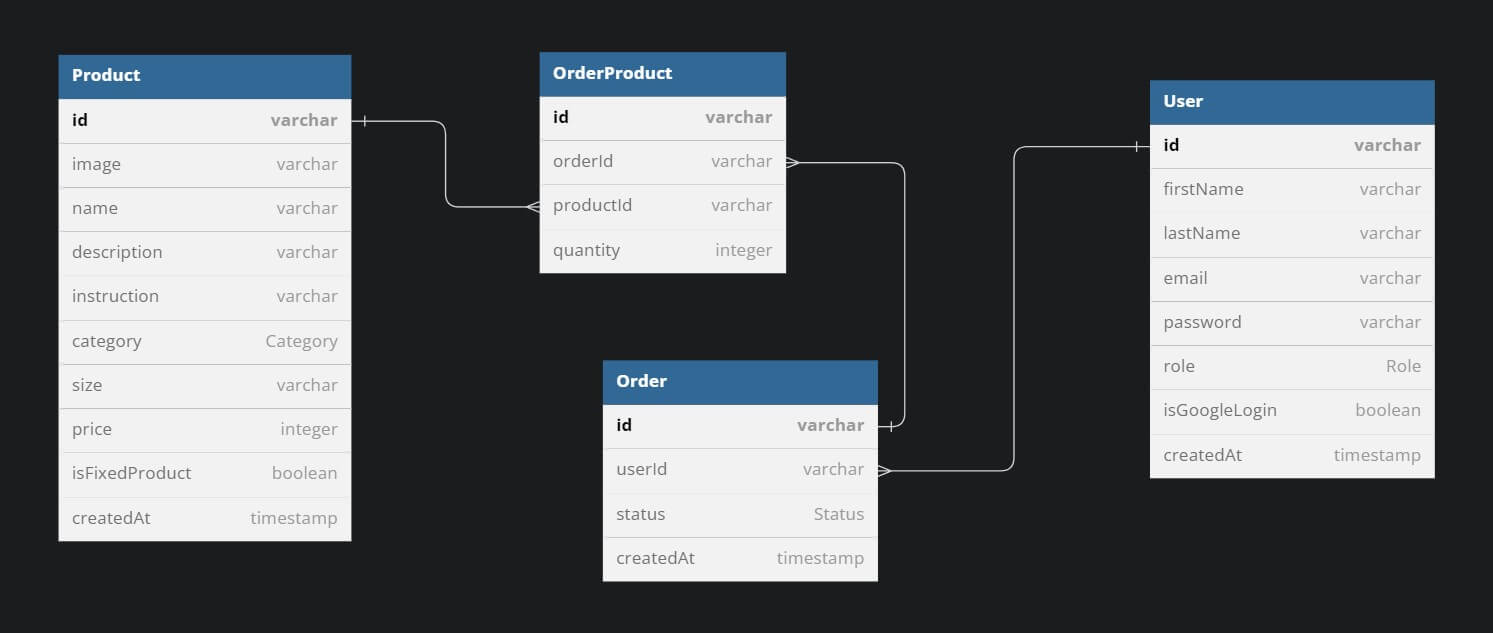 Product
id varchar
image varchar
name varchar
description varchar
instruction varchar
category Category
size varchar
price integer
isFixedProduct boolean
createdAt timestamp
OrderProduct
id varchar
orderId varchar
productId varchar
quantity integer
Order
id varchar
userId varchar
status Status
createdAt timestamp
User
id varchar
firstName varchar
lastName varchar
email varchar
password varchar
role Role
isGoogleLogin boolean
createdAt timestamp